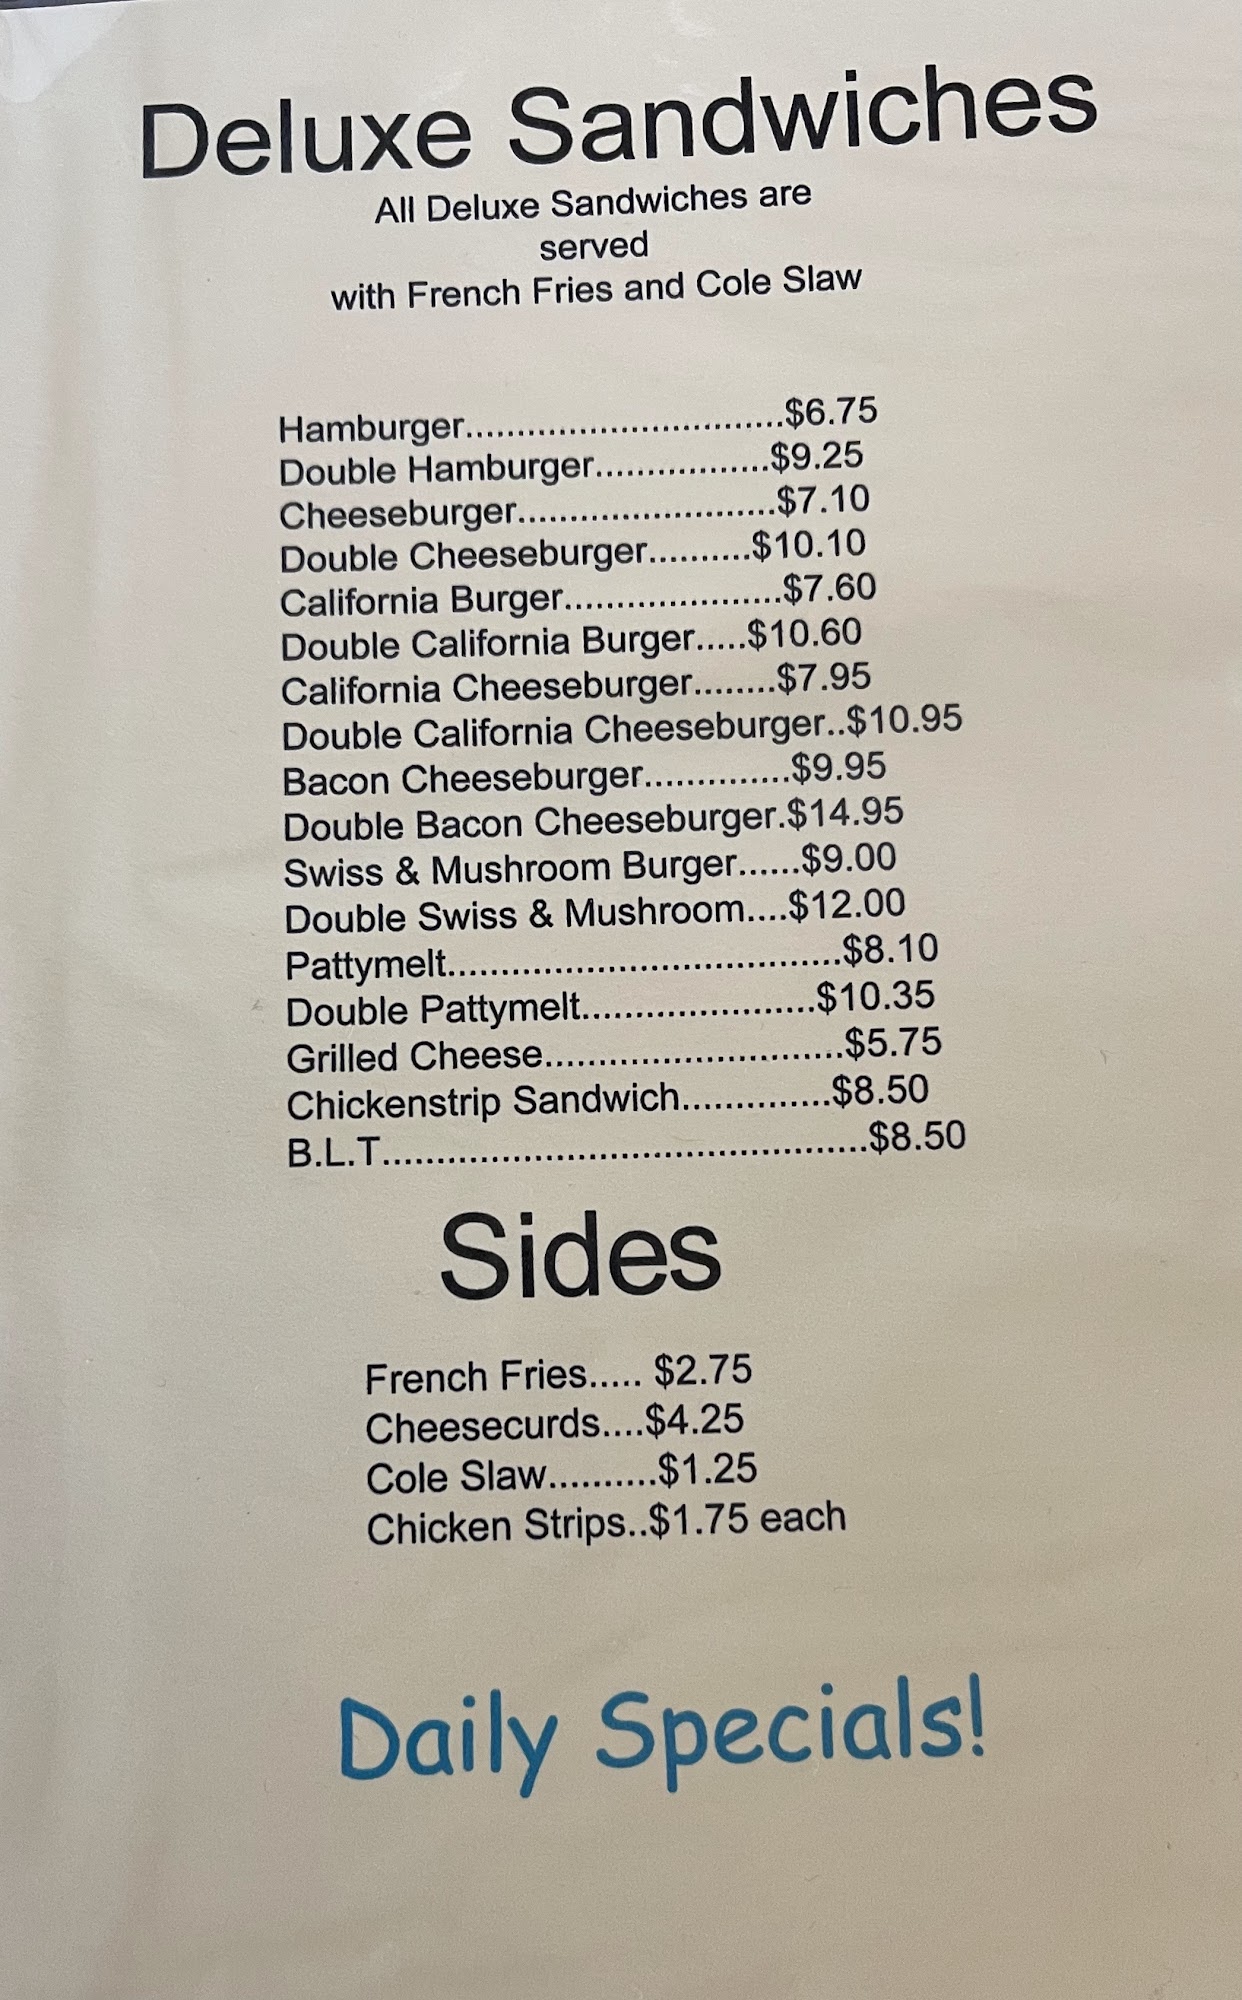 Deluxe Sandwiches
All Deluxe Sandwiches are
served
with French Fries and Cole Slaw
Hamburger...............................$6.75
Double Hamburger.................$9.25
Cheeseburger.........................$7.10
Double Cheeseburger..........$10.10
California Burger.....................$7.60
Double California Burger.....$10.60
California Cheeseburger........$7.95
Double California Cheeseburger..$10.95
Bacon Cheeseburger..............$9.95
Double Bacon Cheeseburger.$14.95
Swiss & Mushroom Burger......$9.00
Double Swiss & Mushroom....$12.00
Pattymelt......................................$8.10
Double Pattymelt.......................$10.35
Grilled Cheese.............................$5.75
Chickenstrip Sandwich..............$8.50
B.L.T...............................................$8.50
Sides
French Fries..... $2.75
Cheesecurds....$4.25
Cole Slaw..........$1.25
Chicken Strips..$1.75 each
Daily Specials!